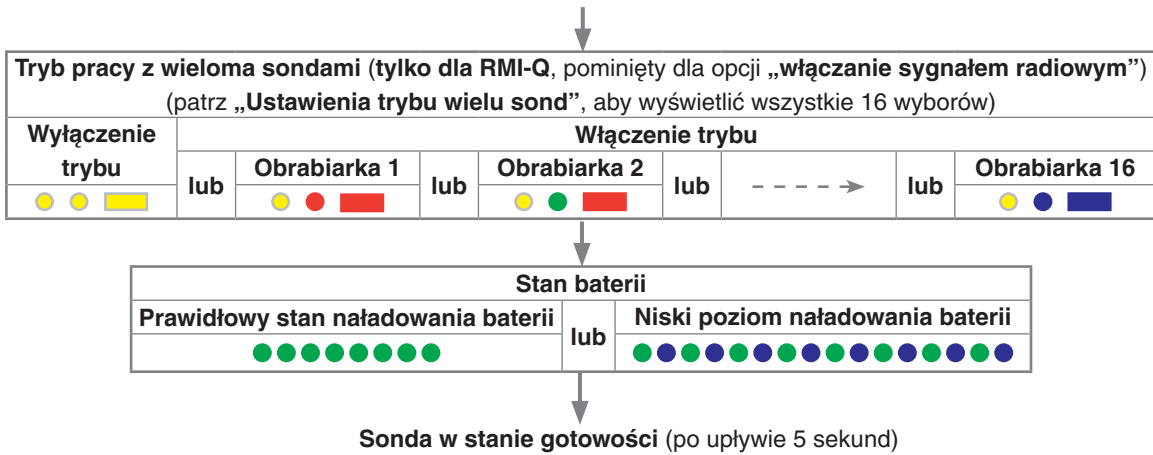 Tryb pracy z wieloma sondami (tylko dla RMI-Q, pominięty dla opcji „włączanie sygnałem radiowym”)
(patrz „Ustawienia trybu wielu sond”, aby wyświetlić wszystkie 16 wyborów)
Wyłączenie
trybu
Włączenie trybu
lub
Obrabiarka 1
lub
Obrabiarka 2
lub
lub
Obrabiarka 16
Stan baterii
Prawidłowy stan naładowania baterii
lub
Niski poziom naładowania baterii
Sonda w stanie gotowości (po upływie 5 sekund)